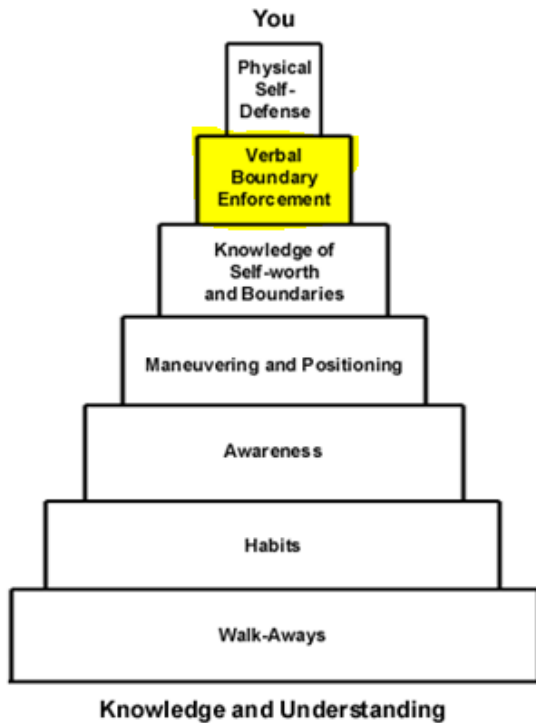 You
Physical
Self-
Defense
Verbal
Boundary
Enforcement
Knowledge of
Self-worth
and Boundaries
Maneuvering and Positioning
Awareness
Habits
Walk-Aways
Knowledge and Understanding